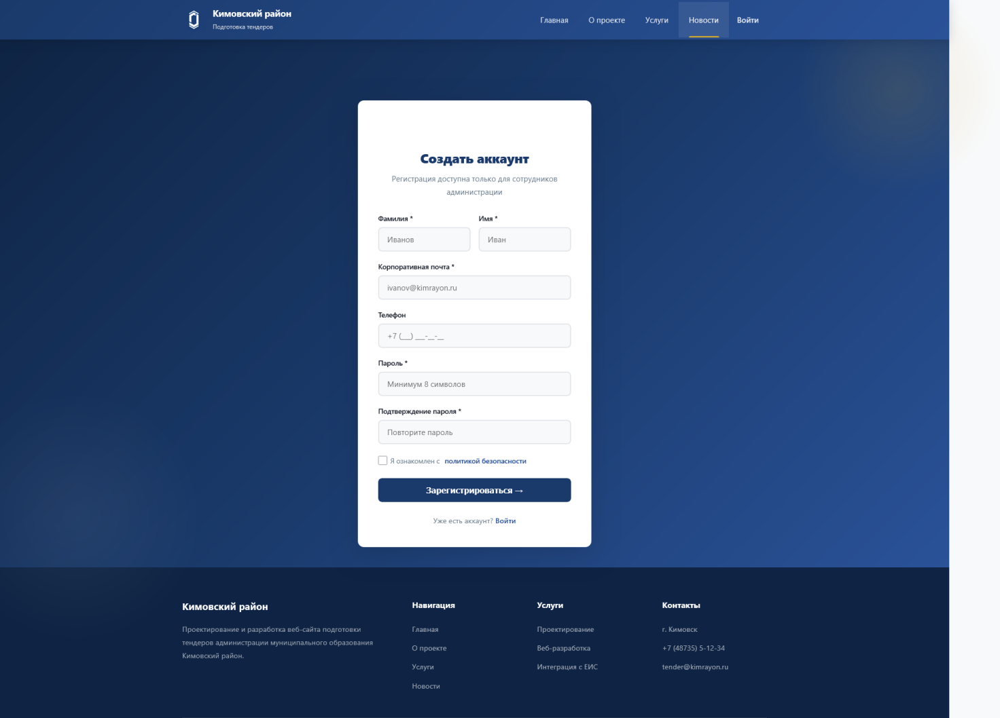 Кимовский район
Подготовка тендеров
Главная
О проекте
Услуги
Новости
Войти
Создать аккаунт
Регистрация доступна только для сотрудников
администрации
Фамилия *
Имя *
Иванов
Иван
Корпоративная почта *
ivanov@kimrayon.ru
Телефон
+7 (___) ___-__-__
Пароль *
Минимум 8 символов
Подтверждение пароля *
Повторите пароль
Я ознакомлен с политикой безопасности
Зарегистрироваться →
Уже есть аккаунт? Войти
Кимовский район
Проектирование и разработка веб-сайта подготовки
тендеров администрации муниципального образования
Кимовский район.
Навигация
Главная
О проекте
Услуги
Новости
Услуги
Проектирование
Веб-разработка
Интеграция с ЕИС
Контакты
г. Кимовск
+7 (48735) 5-12-34
tender@kimrayon.ru